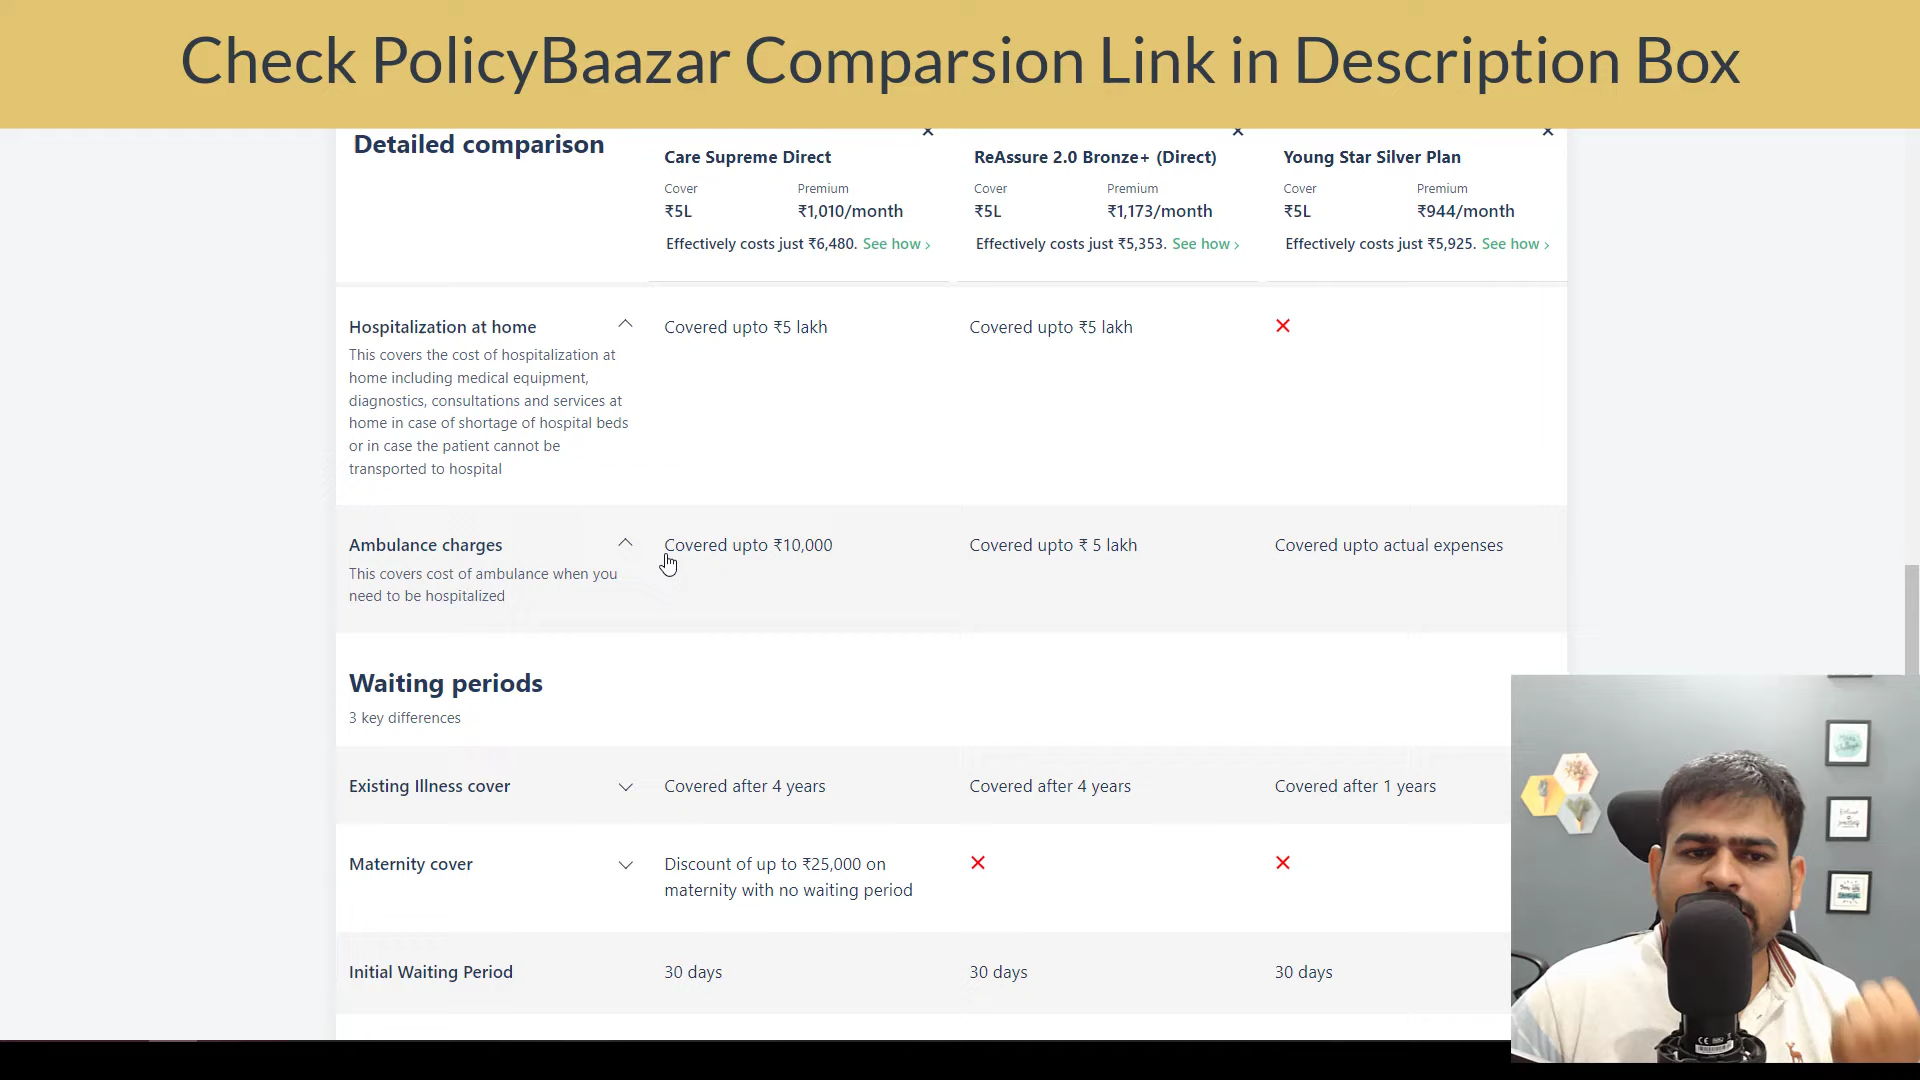 Check PolicyBaazar Comparsion Link in Description Box
Detailed comparison
Care Supreme Direct
Cover
Premium
₹5L
₹1,010/month
Effectively costs just ₹6,480. See how ›
ReAssure 2.0 Bronze+ (Direct)
Cover
Premium
₹5L
₹1,173/month
Effectively costs just ₹5,353. See how ›
Young Star Silver Plan
Cover
Premium
₹5L
₹944/month
Effectively costs just ₹5,925. See how ›
Hospitalization at home
This covers the cost of hospitalization at
home including medical equipment,
diagnostics, consultations and services at
home in case of shortage of hospital beds
or in case the patient cannot be
transported to hospital
Covered upto ₹5 lakh
Covered upto ₹5 lakh
Ambulance charges
This covers cost of ambulance when you
need to be hospitalized
Covered upto ₹10,000
Covered upto ₹ 5 lakh
Covered upto actual expenses
Waiting periods
3 key differences
Existing Illness cover
Covered after 4 years
Covered after 4 years
Covered after 1 years
Maternity cover
Discount of up to ₹25,000 on
maternity with no waiting period
Initial Waiting Period
30 days
30 days
30 days